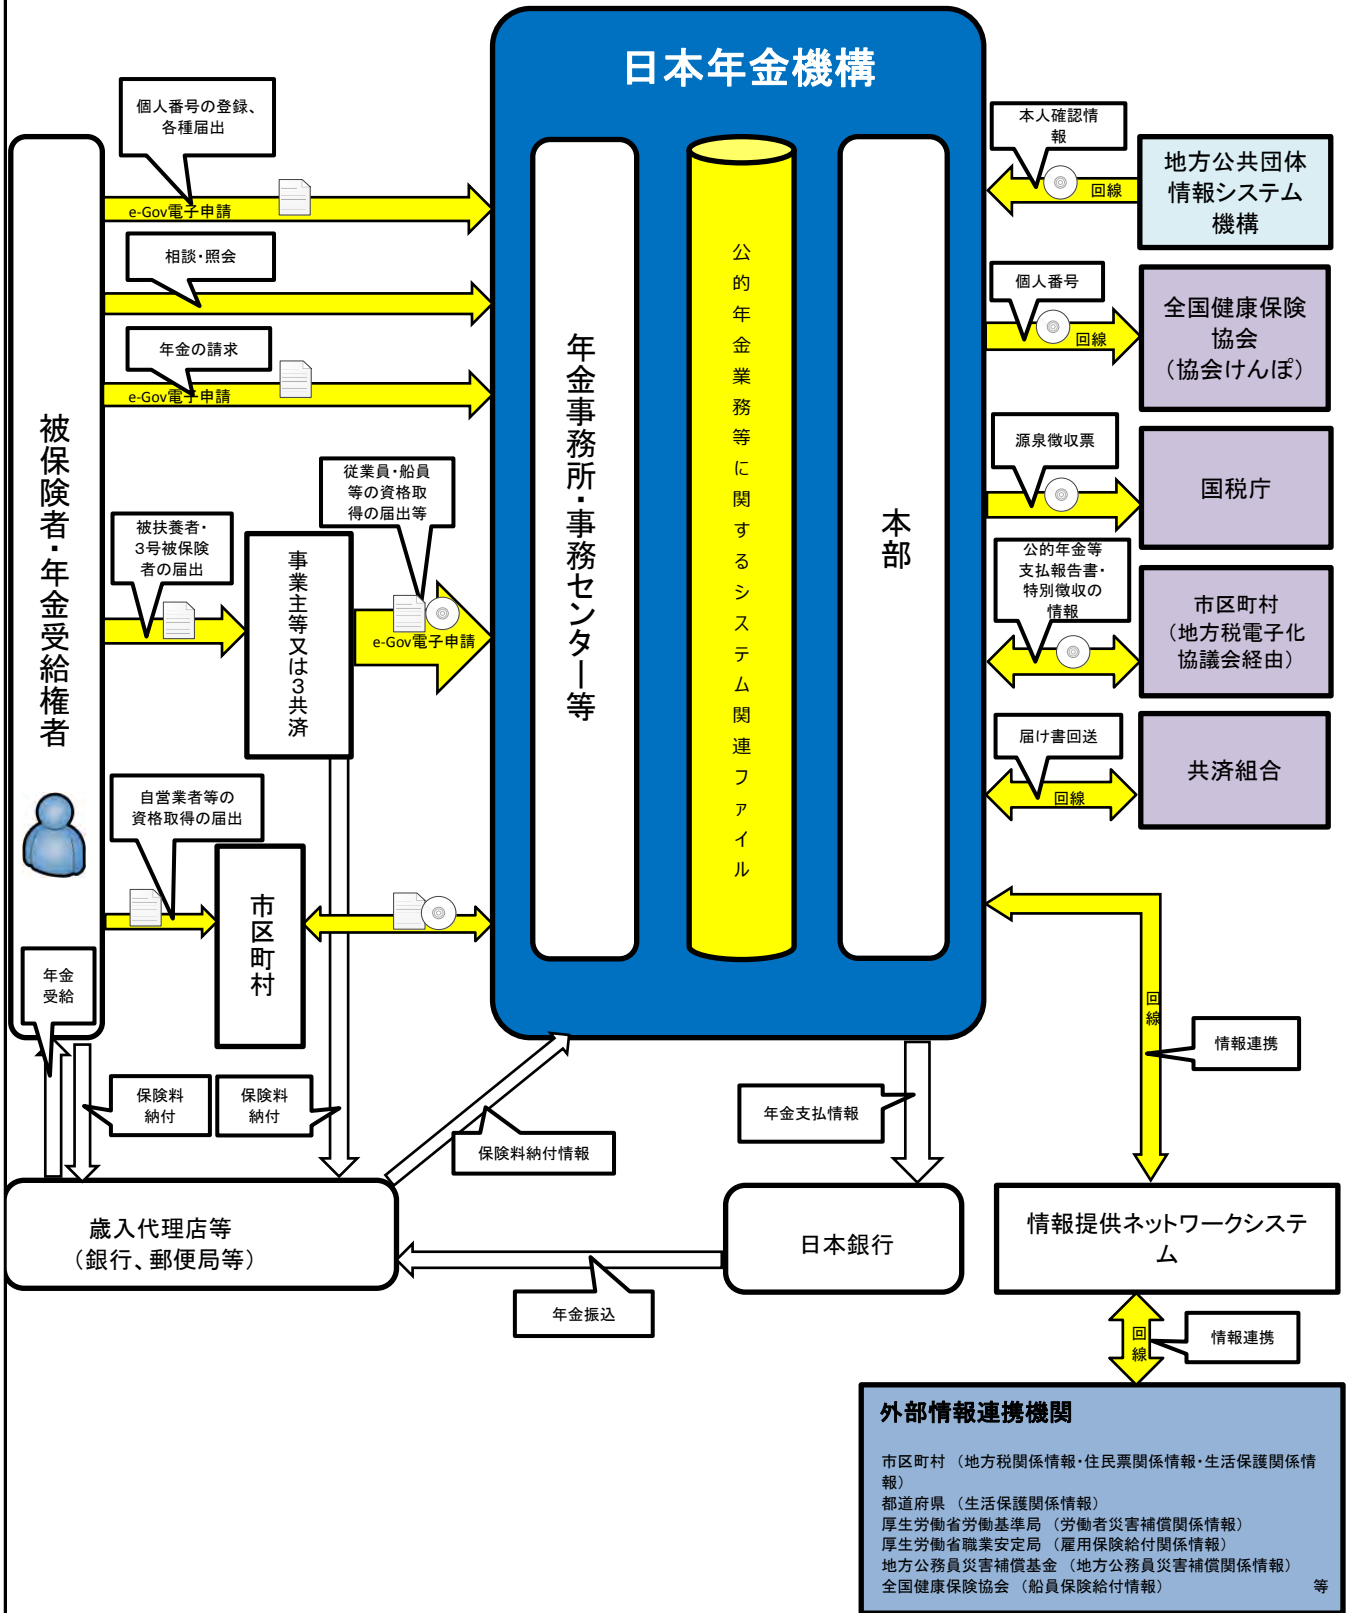 日本年金機構
個人番号の登録、
各種届出
e-Gov電子申請
相談・照会
年金の請求
e-Gov電子申請
被保険者・年金受給権者
被扶養者・
3号被保険
者の届出
従業員・船員
等の資格取
得の届出等
事業主等又は3共済
e-Gov電子申請
自営業者等の
資格取得の届出
市区町村
年金事務所・事務センター等
公的年金業務等に関するシステム関連ファイル
本部
本人確認情
報
回線
地方公共団体
情報システム
機構
個人番号
回線
全国健康保険
協会
（協会けんぽ）
源泉徴収票
国税庁
公的年金等
支払報告書・
特別徴収の
情報
市区町村
（地方税電子化
協議会経由）
届け書回送
回線
共済組合
年金
受給
保険料
納付
保険料
納付
保険料納付情報
年金支払情報
回線
情報連携
歳入代理店等
（銀行、郵便局等）
年金振込
日本銀行
情報提供ネットワークシステ
ム
回線
情報連携
外部情報連携機関
市区町村 （地方税関係情報・住民票関係情報・生活保護関係情
報）
都道府県 （生活保護関係情報）
厚生労働省労働基準局 （労働者災害補償関係情報）
厚生労働省職業安定局 （雇用保険給付関係情報）
地方公務員災害補償基金 （地方公務員災害補償関係情報）
全国健康保険協会 （船員保険給付情報） 等